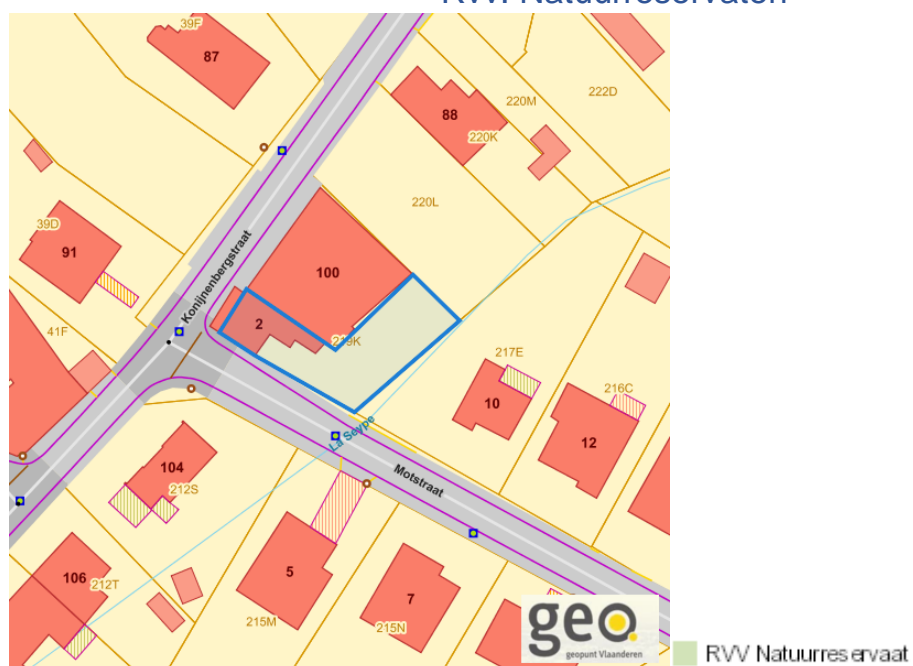 RVV: Natuurreservaten
39F
87
222D
220M
88
220K
220L
39D
91
Konijnenbergstraat
100
2
219K
41F
217E
216C
10
12
La Seype
Motstraat
104
212S
106
212T
5
7
215M
215N
geo
geopunt Vlaanderen
RVV Natuurreservaat